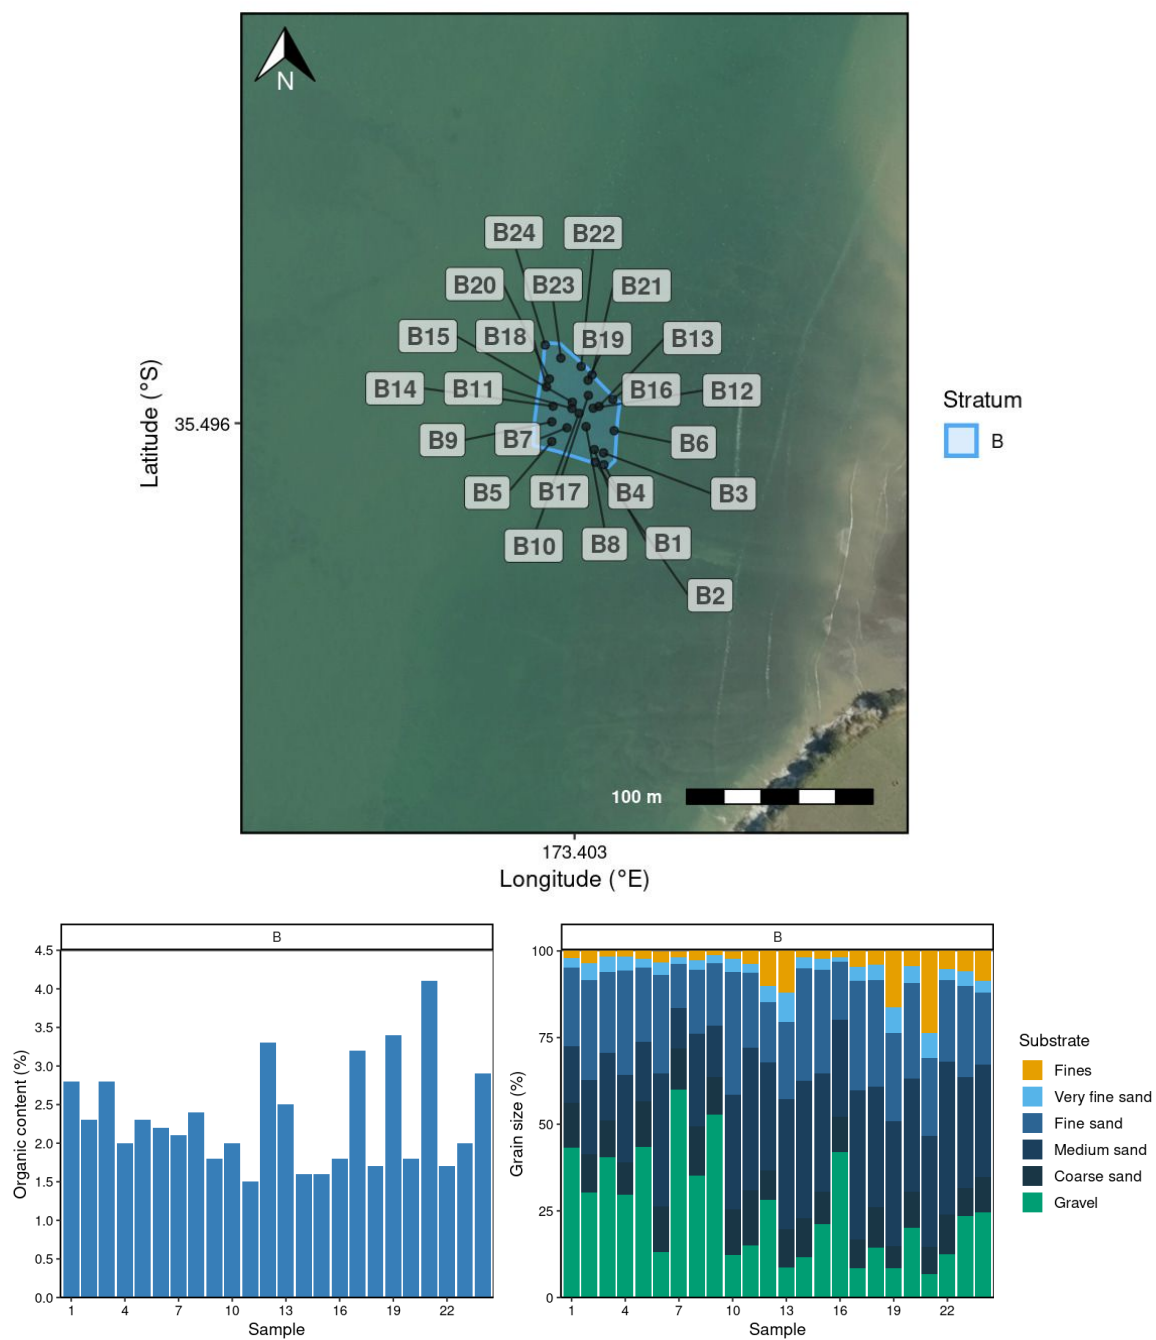 N
B24 B22
B20 B23 B21
B15 B18 B19 B13
B14 B11 B16 B12
B9 B7 B6
B5 B17 B4 B3
B10 B8 B1
B2
Latitude (°S)
35.496
100 m
173.403
Longitude (°E)
Stratum
B
B
Organic content (%)
4.5
4.0
3.5
3.0
2.5
2.0
1.5
1.0
0.5
0.0
1 4 7 10 13 16 19 22
Sample
B
Grain size (%)
100
75
50
25
0
1 4 7 10 13 16 19 22
Sample
Substrate
Fines
Very fine sand
Fine sand
Medium sand
Coarse sand
Gravel